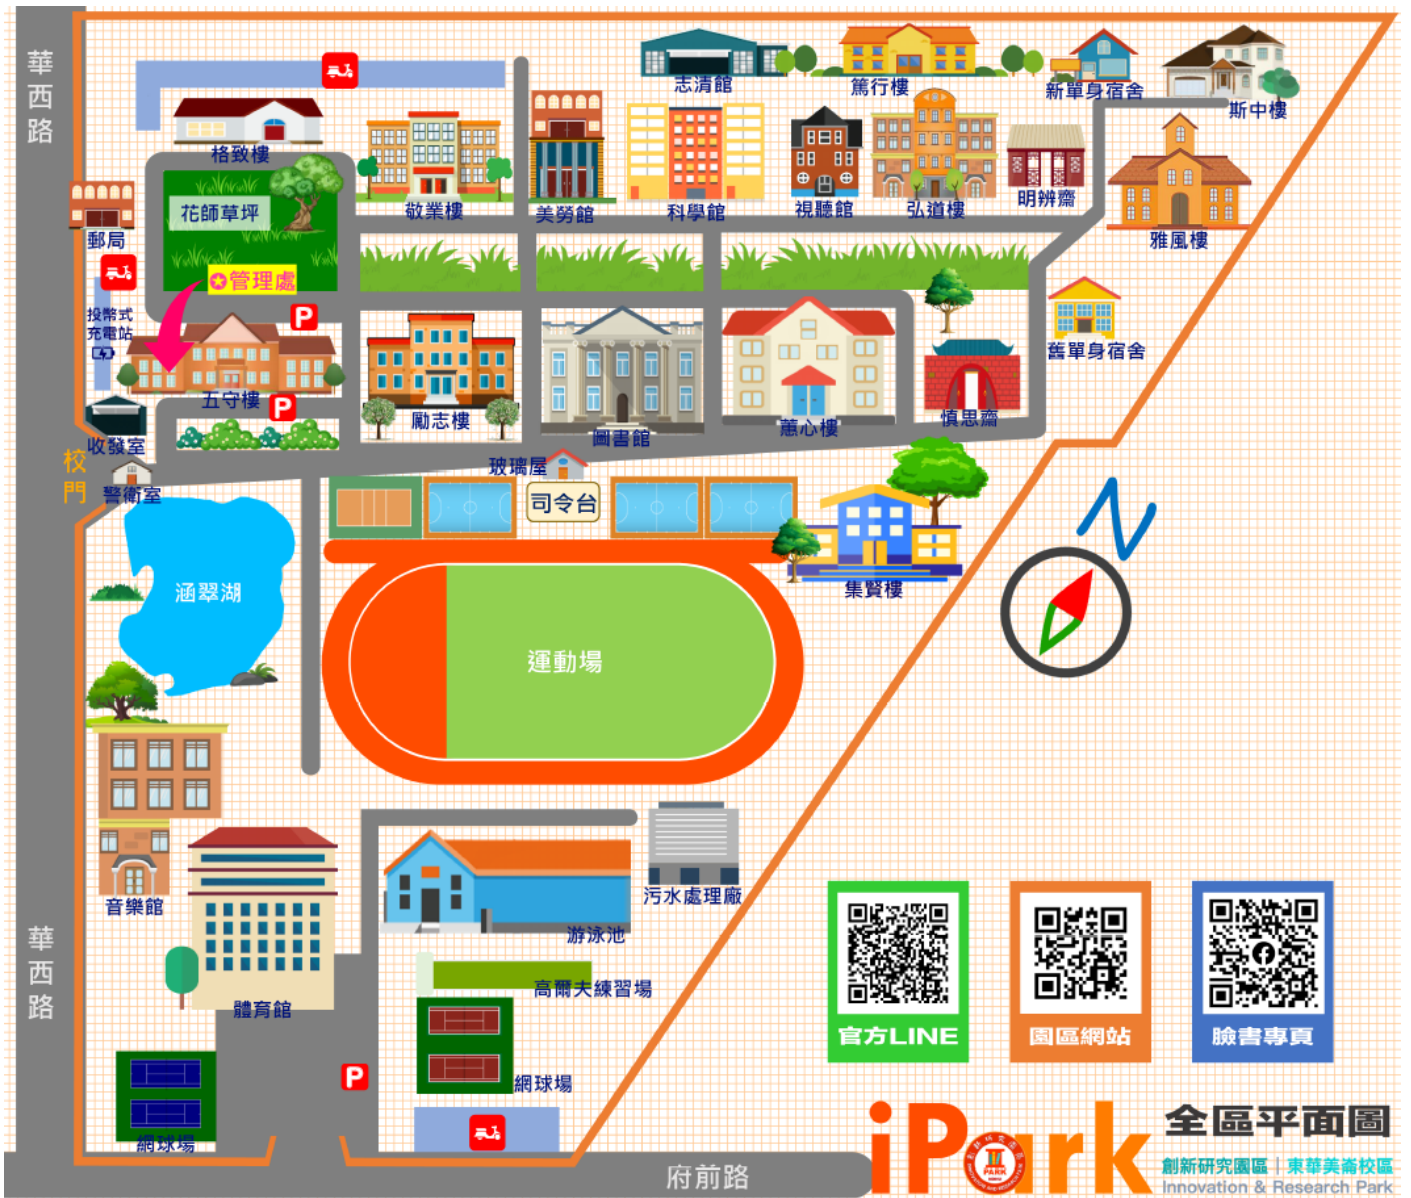 華西路
志清館
篤行樓
新單身宿舍
斯中樓
格致樓
敬業樓
美勞館
科學館
視聽館
弘道樓
明辨齋
雅風樓
花師草坪
郵局
管理處
P
投幣式
充電站
舊單身宿舍
五守樓
P
勵志樓
圖書館
蕙心樓
慎思齋
收發室
校門
警衛室
玻璃屋
司令台
N
集賢樓
涵翠湖
運動場
音樂館
污水處理廠
游泳池
華西路
高爾夫練習場
體育館
P
網球場
網球場
官方LINE
園區網站
臉書專頁
府前路
iPark
PARK
全區平面圖
創新研究園區｜東華美崙校區
Innovation & Research Park